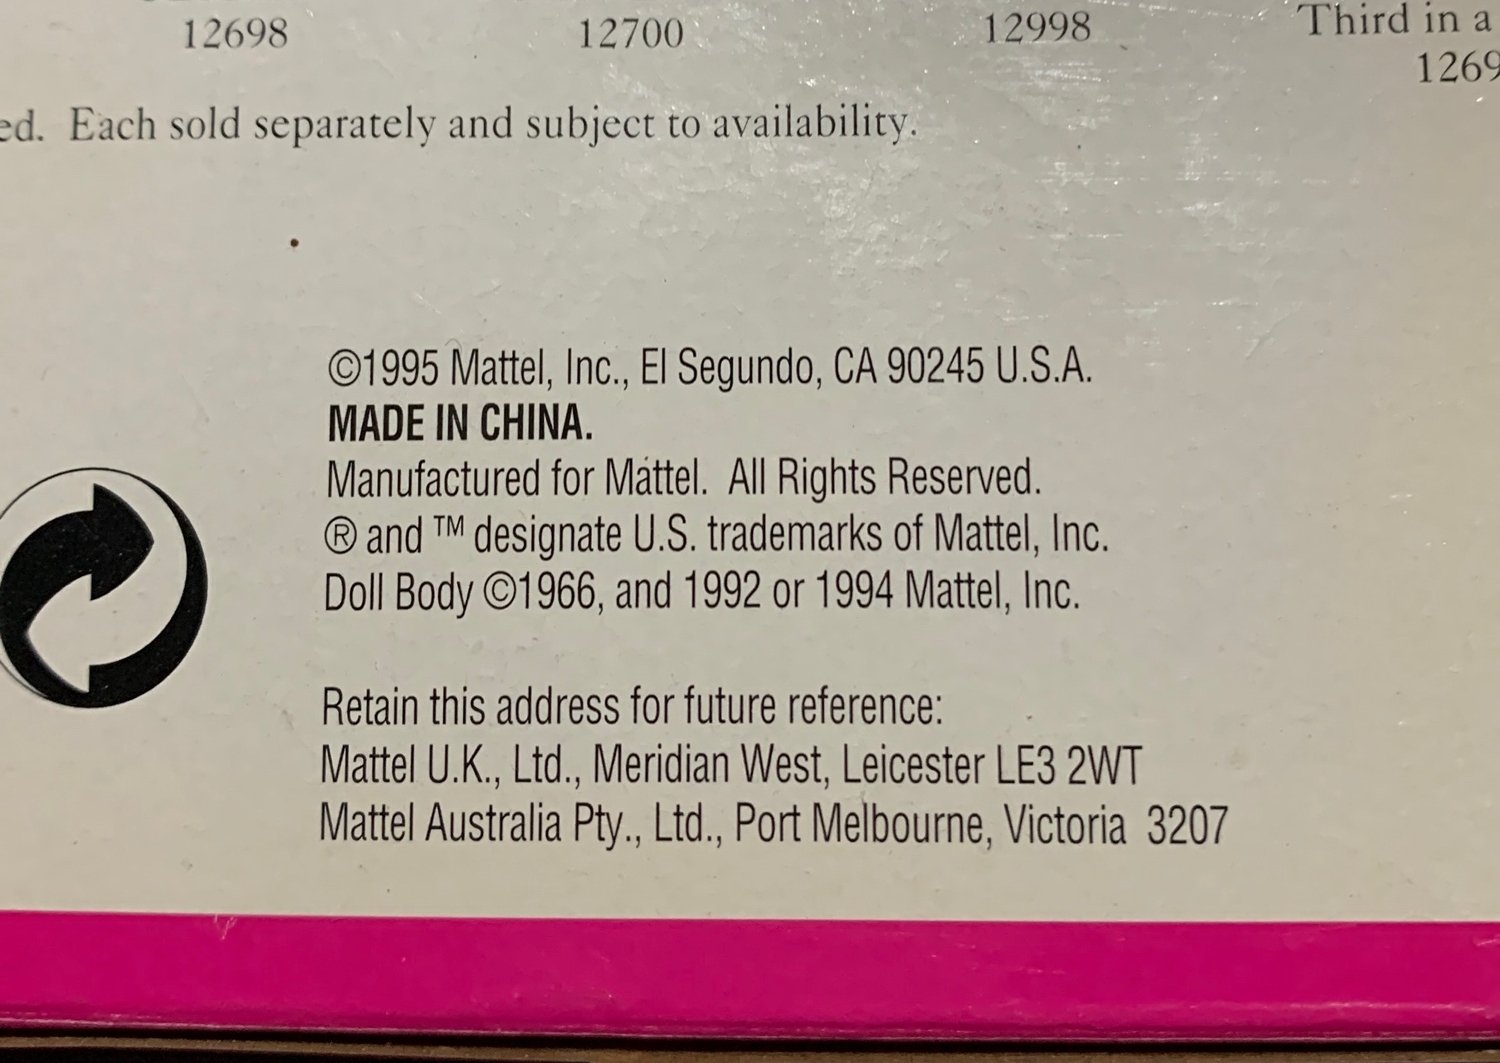 12698 12700 12998 Third in a
ed. Each sold separately and subject to availability.
©1995 Mattel, Inc., El Segundo, CA 90245 U.S.A.
MADE IN CHINA.
Manufactured for Mattel. All Rights Reserved.
® and ™ designate U.S. trademarks of Mattel, Inc.
Doll Body ©1966, and 1992 or 1994 Mattel, Inc.
Retain this address for future reference:
Mattel U.K., Ltd., Meridian West, Leicester LE3 2WT
Mattel Australia Pty., Ltd., Port Melbourne, Victoria 3207